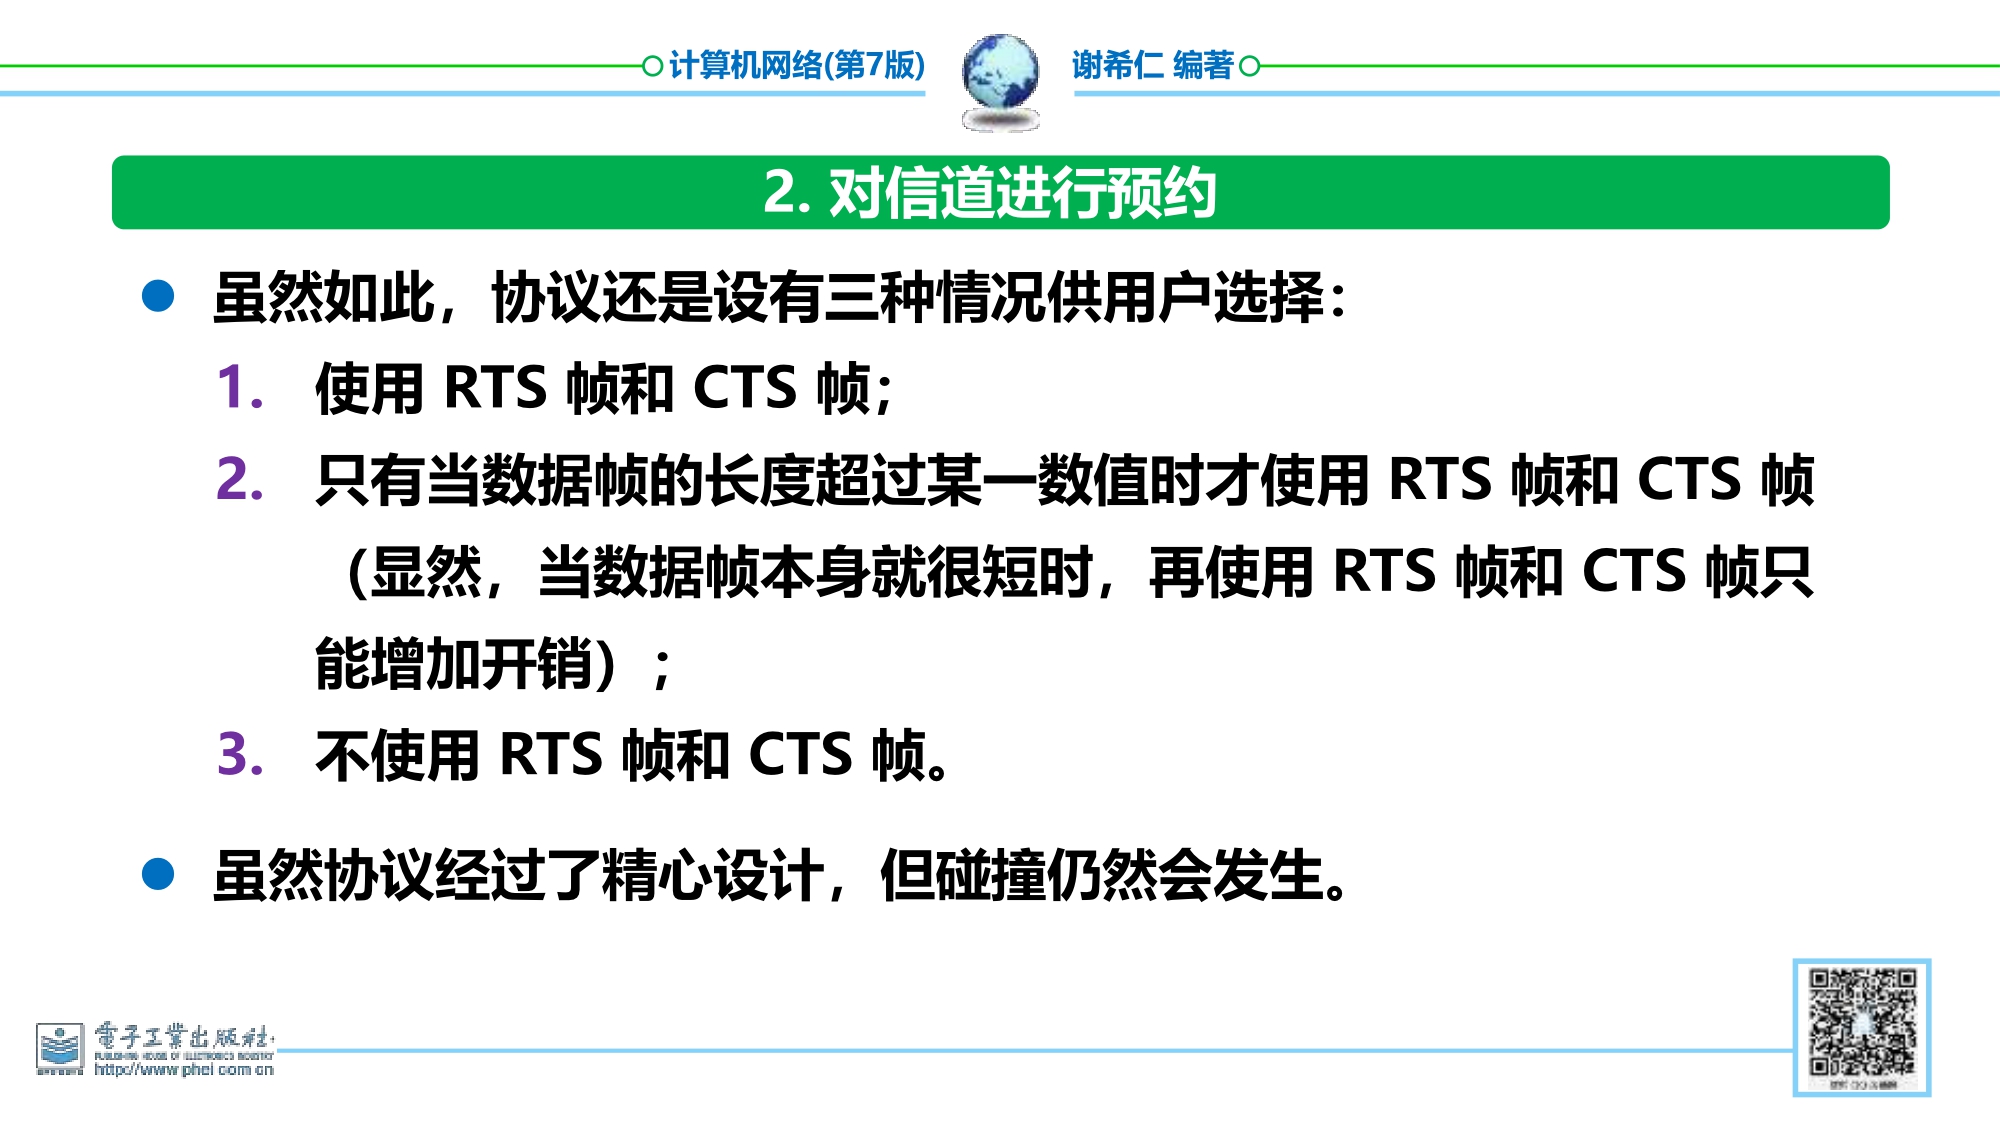 计算机网络(第7版)
谢希仁 编著
2. 对信道进行预约
虽然如此，协议还是设有三种情况供用户选择：
1. 使用 RTS 帧和 CTS 帧；
2. 只有当数据帧的长度超过某一数值时才使用 RTS 帧和 CTS 帧
（显然，当数据帧本身就很短时，再使用 RTS 帧和 CTS 帧只
能增加开销）；
3. 不使用 RTS 帧和 CTS 帧。
虽然协议经过了精心设计，但碰撞仍然会发生。
電子工業出版社
PUBLISHING HOUSE OF ELECTRONICS INDUSTRY
http://www.phei.com.cn